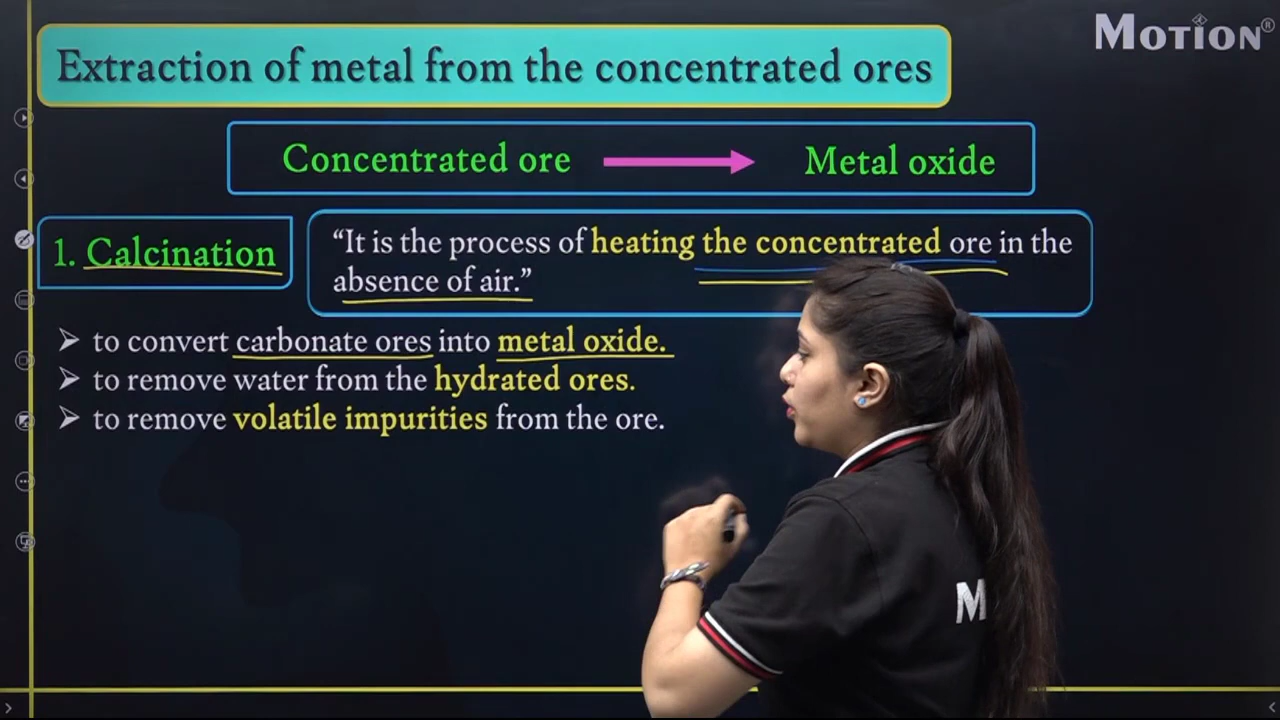 MOTION®
Extraction of metal from the concentrated ores
Concentrated ore
Metal oxide
1. Calcination
“It is the process of heating the concentrated ore in the
absence of air.”
➢ to convert carbonate ores into metal oxide.
➢ to remove water from the hydrated ores.
➢ to remove volatile impurities from the ore.
M